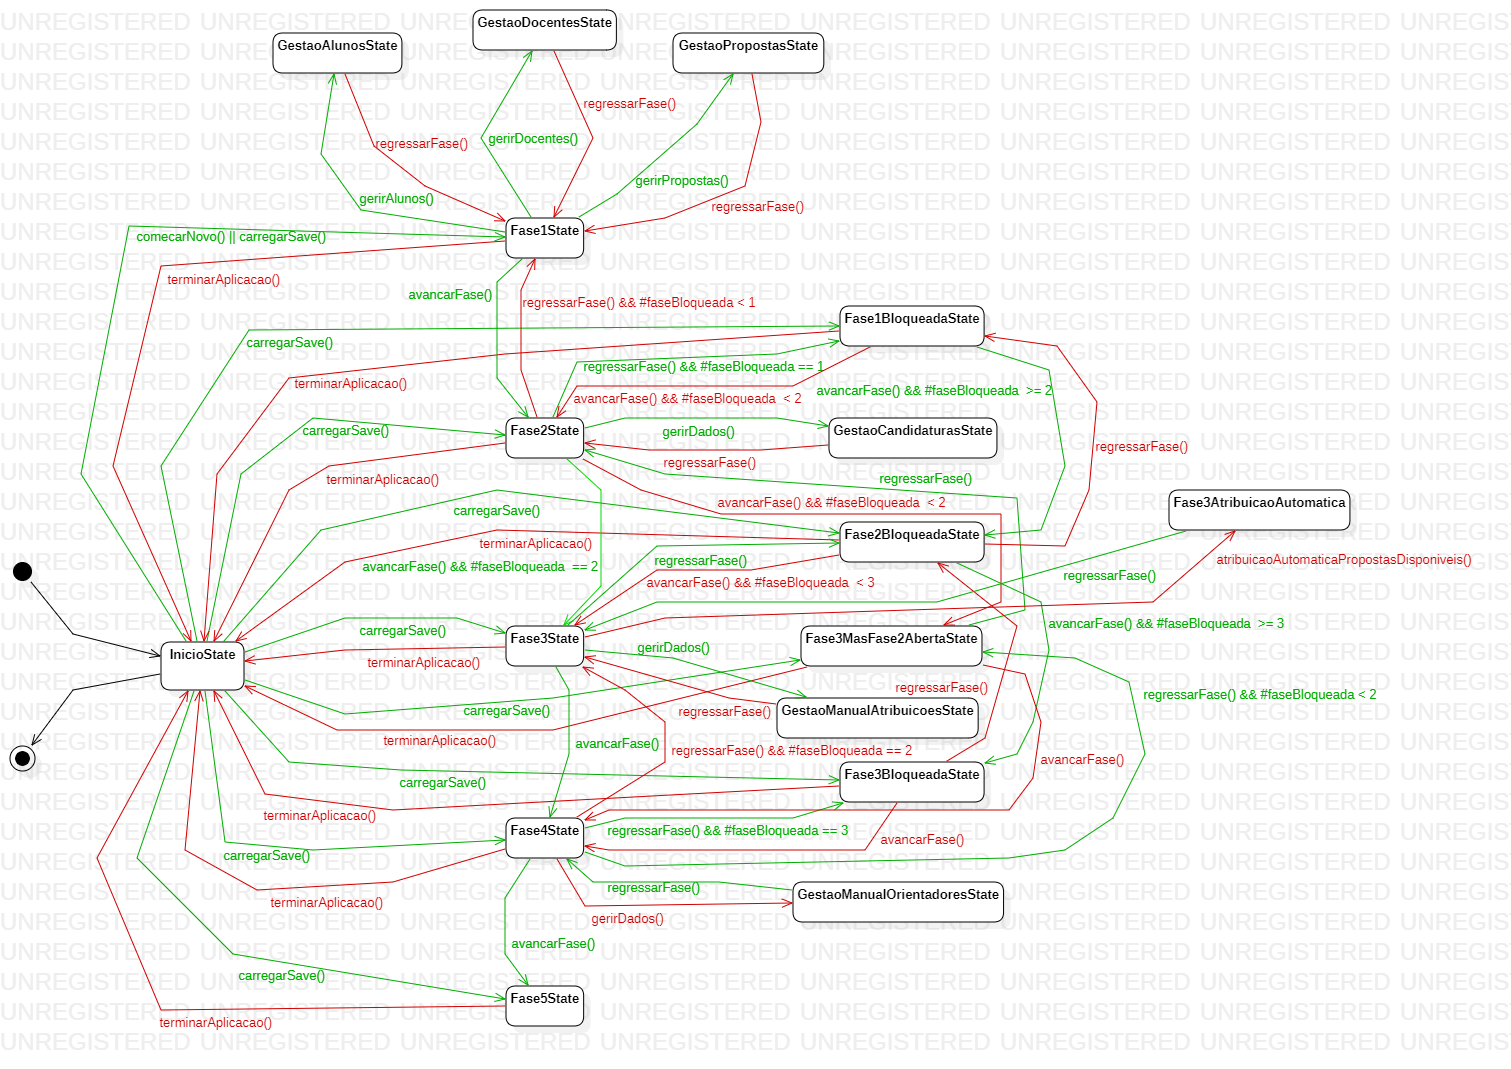 GestaoDocentesState
GestaoAlunosState
GestaoPropostasState
regressarFase()
regressarFase()
gerirDocentes()
gerirPropostas()
gerirAlunos()
regressarFase()
Fase1State
comecarNovo() || carregarSave()
terminarAplicacao()
avancarFase()
regressarFase() && #faseBloqueada < 1
Fase1BloqueadaState
carregarSave()
regressarFase() && #faseBloqueada == 1
terminarAplicacao()
avancarFase() && #faseBloqueada  >= 2
avancarFase() && #faseBloqueada  < 2
carregarSave()
Fase2State
gerirDados()
GestaoCandidaturasState
regressarFase()
regressarFase()
terminarAplicacao()
regressarFase()
avancarFase() && #faseBloqueada  < 2
Fase3AtribuicaoAutomatica
carregarSave()
Fase2BloqueadaState
terminarAplicacao()
regressarFase()
atribuicaoAutomaticaPropostasDisponiveis()
avancarFase() && #faseBloqueada  == 2
regressarFase()
avancarFase() && #faseBloqueada  < 3
avancarFase() && #faseBloqueada  >= 3
carregarSave()
Fase3State
Fase3MasFase2AbertaState
gerirDados()
InicioState
terminarAplicacao()
regressarFase()
regressarFase() && #faseBloqueada < 2
carregarSave()
regressarFase()
GestaoManualAtribuicoesState
terminarAplicacao()
avancarFase()
regressarFase() && #faseBloqueada == 2
avancarFase()
Fase3BloqueadaState
carregarSave()
terminarAplicacao()
Fase4State
regressarFase() && #faseBloqueada == 3
avancarFase()
carregarSave()
regressarFase()
GestaoManualOrientadoresState
terminarAplicacao()
gerirDados()
avancarFase()
carregarSave()
Fase5State
terminarAplicacao()